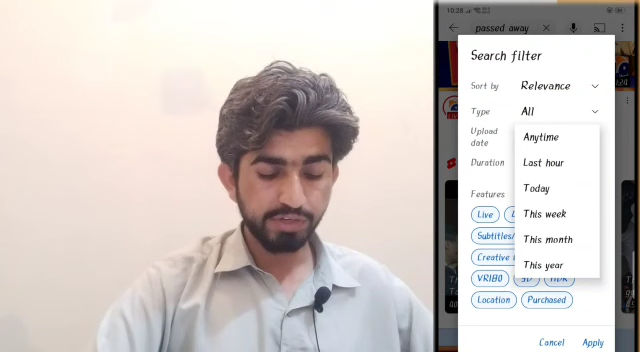 10:28
passed away
Search filter
Sort by Relevance
Type All
Upload date
Anytime
Last hour
Duration
Today
Features
This week
Live
This month
Subtitles/
This year
Creative
VR180 3D HDR
Location Purchased
Cancel Apply